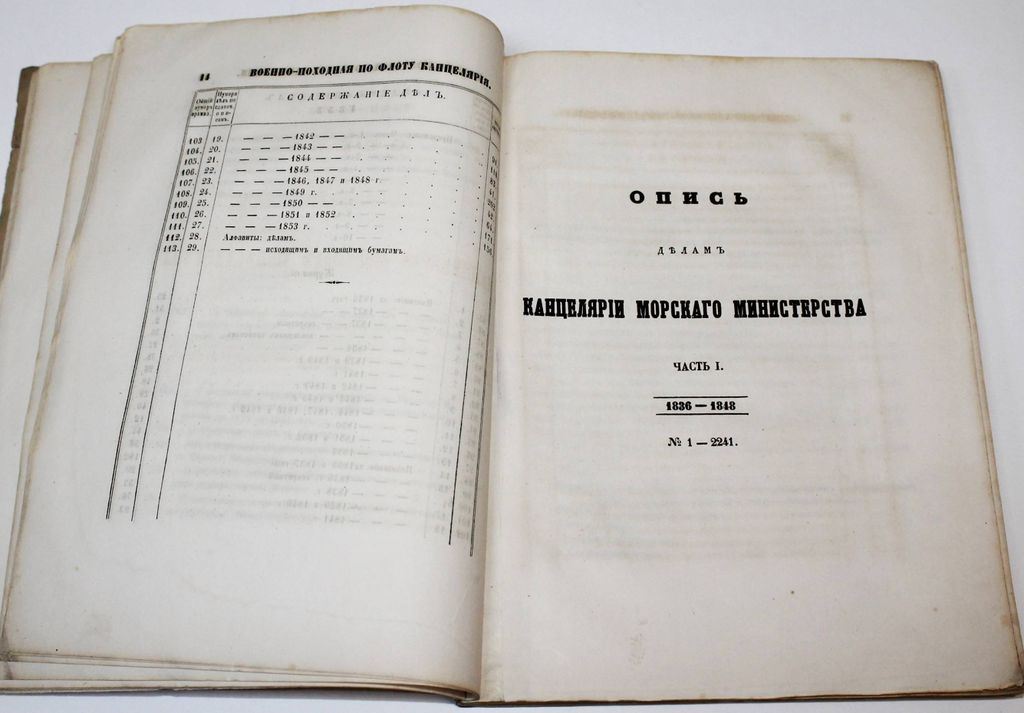 14 ВОЕННО-ПОХОДНАЯ ПО ФЛОТУ КАНЦЕЛЯРІЯ.
СОДЕРЖАНІЕ ДѢЛЪ.
103 19. — — — 1842 — —
104. 20. — — — 1843 — —
105. 21. — — — 1844 — —
106. 22. — — — 1845 — —
107. 23. — — — 1846, 1847 и 1848 г.
108. 24. — — — 1849 г.
109. 25. — — — 1850 — —
110. 26. — — — 1851 и 1852
111. 27. — — — 1853 г.
112. 28. Алфавиты: дѣламъ.
113. 29. — — — исходящимъ и входящимъ бумагамъ.
ОПИСЬ
ДѢЛАМЪ
КАНЦЕЛЯРІИ МОРСКАГО МИНИСТЕРСТВА
ЧАСТЬ I.
1836 — 1848
№ 1 — 2241.